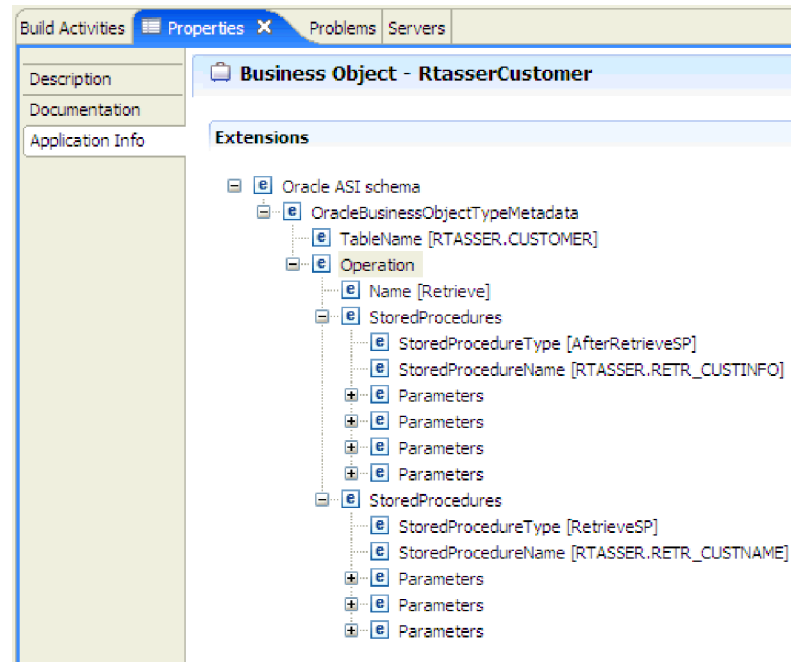 Build Activities Properties Problems Servers
Description
Documentation
Application Info
Business Object - RtasserCustomer
Extensions
Oracle ASI schema
OracleBusinessObjectTypeMetadata
TableName [RTASSER.CUSTOMER]
Operation
Name [Retrieve]
StoredProcedures
StoredProcedureType [AfterRetrieveSP]
StoredProcedureName [RTASSER.RETR_CUSTINFO]
Parameters
Parameters
Parameters
Parameters
StoredProcedures
StoredProcedureType [RetrieveSP]
StoredProcedureName [RTASSER.RETR_CUSTNAME]
Parameters
Parameters
Parameters